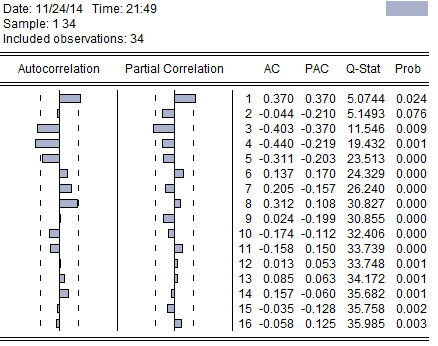 Date: 11/24/14 Time: 21:49
Sample: 1 34
Included observations: 34
Autocorrelation Partial Correlation AC PAC Q-Stat Prob
1 0.370 0.370 5.0744 0.024
2 -0.044 -0.210 5.1493 0.076
3 -0.403 -0.370 11.546 0.009
4 -0.440 -0.219 19.432 0.001
5 -0.311 -0.203 23.513 0.000
6 0.137 0.170 24.329 0.000
7 0.205 -0.157 26.240 0.000
8 0.312 0.108 30.827 0.000
9 0.024 -0.199 30.855 0.000
10 -0.174 -0.112 32.406 0.000
11 -0.158 0.150 33.739 0.000
12 0.013 0.053 33.748 0.001
13 0.085 0.063 34.172 0.001
14 0.157 -0.060 35.682 0.001
15 -0.035 -0.128 35.758 0.002
16 -0.058 0.125 35.985 0.003